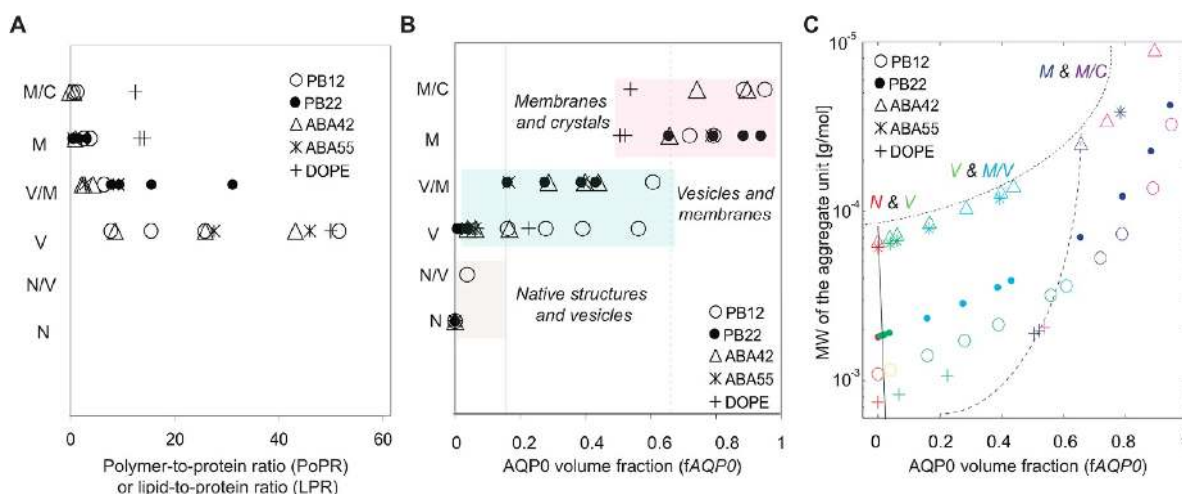 A
M/C
M
V/M
V
N/V
N
PB12
PB22
ABA42
ABA55
DOPE
0
20
40
60
Polymer-to-protein ratio (PoPR)
or lipid-to-protein ratio (LPR)
B
M/C
M
V/M
V
N/V
N
Membranes
and crystals
Vesicles and
membranes
Native structures
and vesicles
PB12
PB22
ABA42
ABA55
DOPE
0
0.2
0.4
0.6
0.8
1
AQP0 volume fraction (fAQP0)
C
MW of the aggregate unit [g/mol]
10-5
10-4
10-3
PB12
PB22
ABA42
ABA55
DOPE
M & M/C
V & M/V
N & V
0
0.2
0.4
0.6
0.8
AQP0 volume fraction (fAQP0)